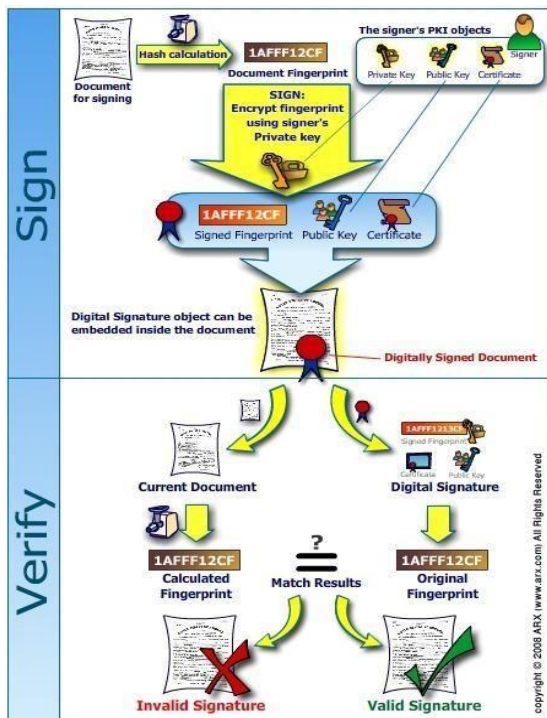 Sign
Document
for signing
Hash calculation
1AFFF12CF
Document Fingerprint
The signer's PKI objects
Signer
Private Key
Public Key
Certificate
SIGN:
Encrypt fingerprint
using signer's
Private key
1AFFF12CF
Signed Fingerprint
Public Key
Certificate
Digital Signature object can be
embedded inside the document
Digitally Signed Document
Verify
Current Document
1AFFF1213CF
Signed Fingerprint
Certificata
Public Key
Digital Signature
1AFFF12CF
Calculated
Fingerprint
?
=
Match Results
1AFFF12CF
Original
Fingerprint
Invalid Signature
Valid Signature
copyright © 2008 ARX (www.arx.com) All Rights Reserved